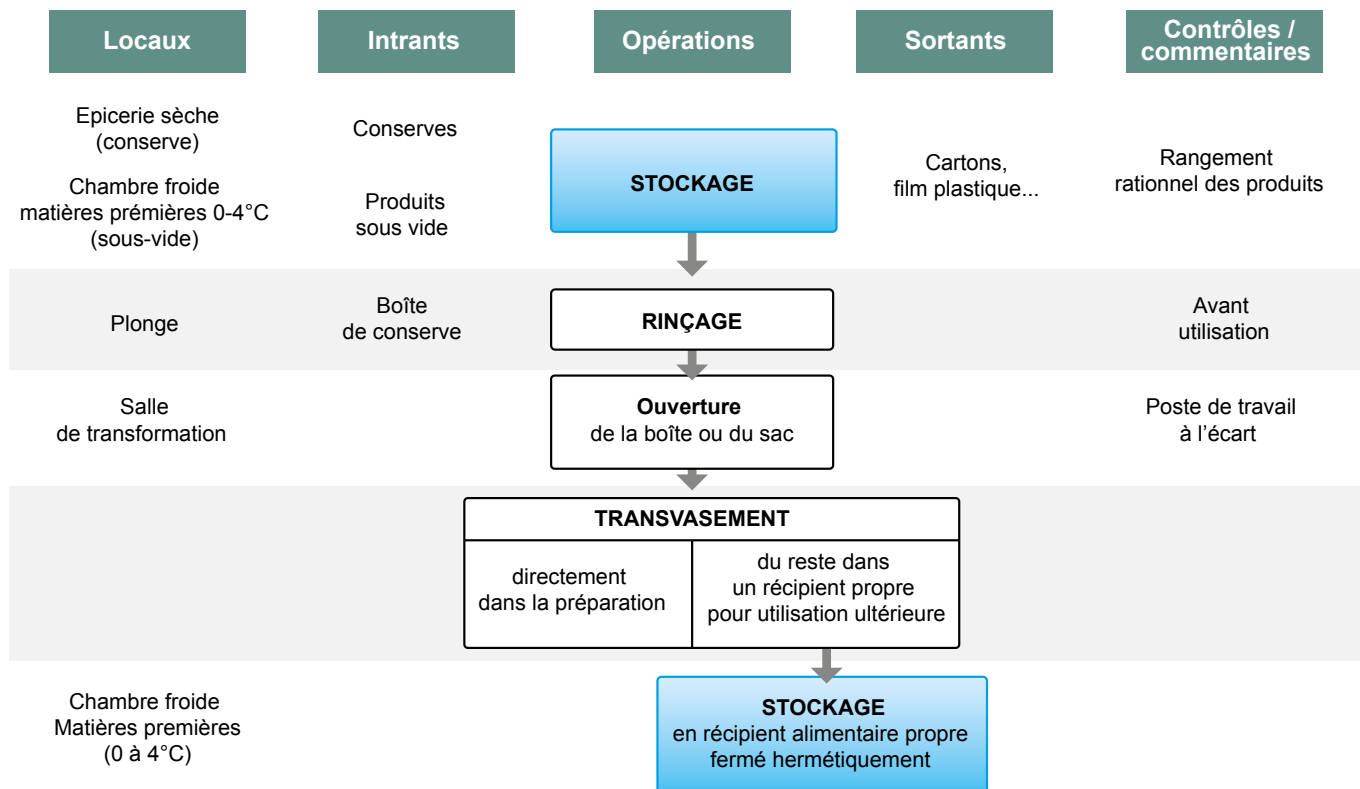 Locaux
Intrants
Opérations
Sortants
Contrôles /
commentaires
Epicerie sèche
(conserve)
Chambre froide
matières prémières 0-4°C
(sous-vide)
Conserves
Produits
sous vide
STOCKAGE
Cartons,
film plastique...
Rangement
rationnel des produits
Plonge
Boîte
de conserve
RINÇAGE
Avant
utilisation
Salle
de transformation
Ouverture
de la boîte ou du sac
Poste de travail
à l’écart
TRANSVASEMENT
directement
dans la préparation
du reste dans
un récipient propre
pour utilisation ultérieure
Chambre froide
Matières premières
(0 à 4°C)
STOCKAGE
en récipient alimentaire propre
fermé hermétiquement